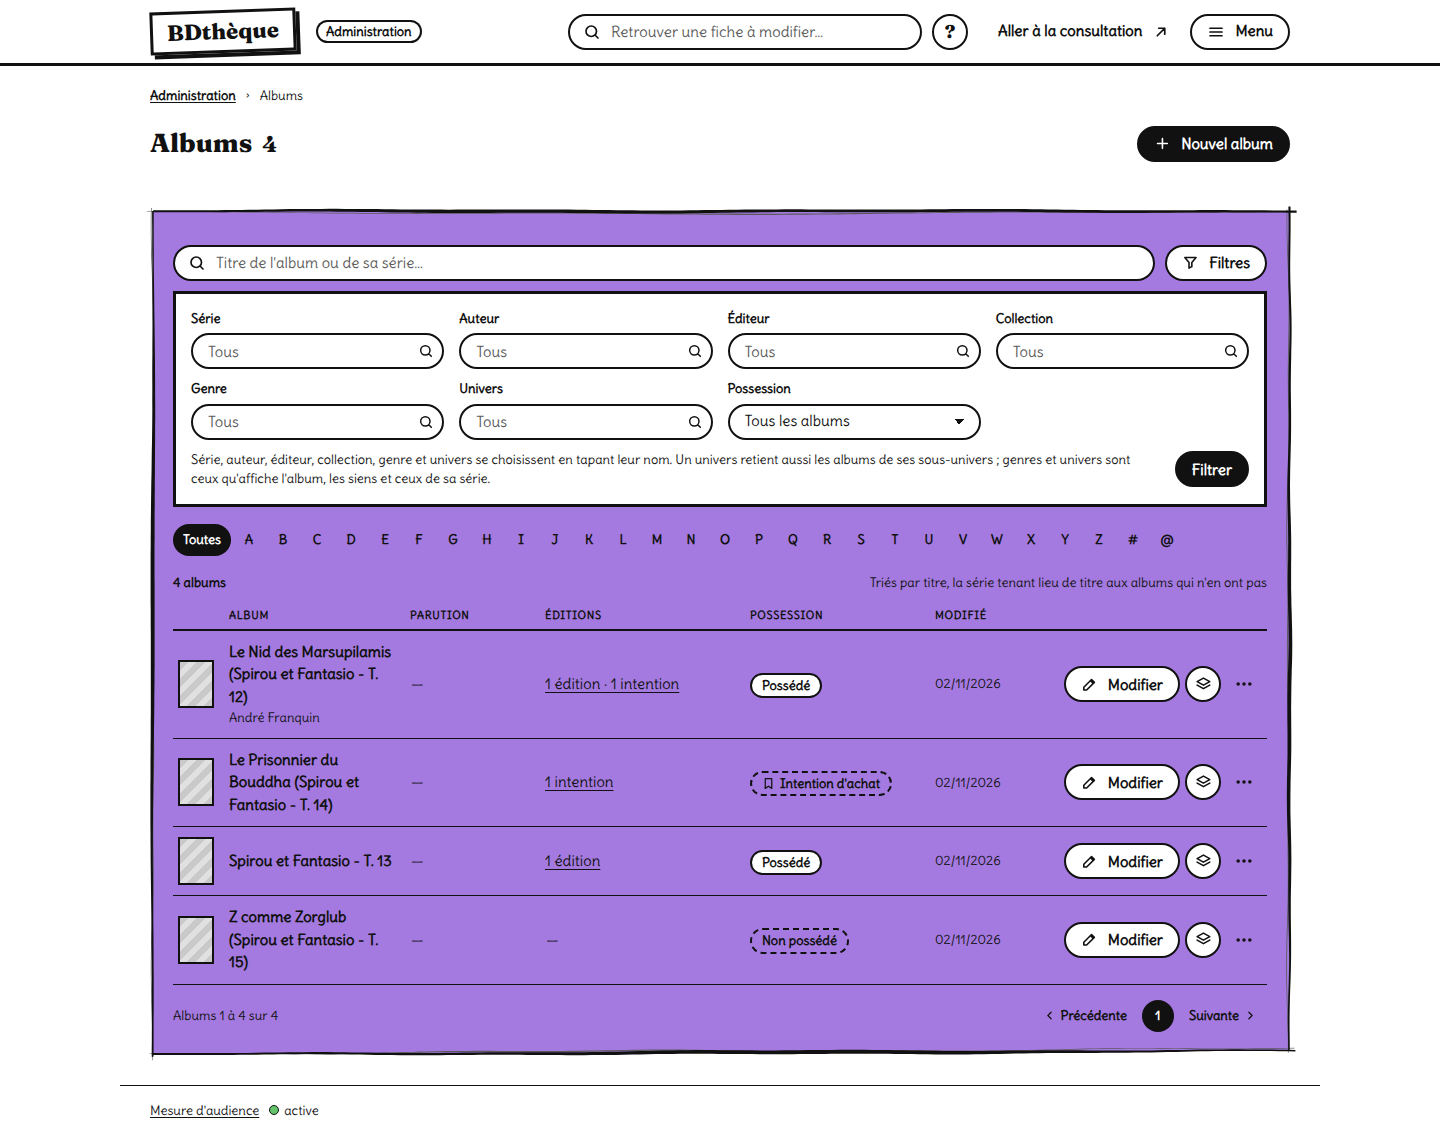 BDthèque
Administration
Retrouver une fiche à modifier...
?
Aller à la consultation
Menu
Administration › Albums
Albums 4
Nouvel album
Titre de l'album ou de sa série...
Filtres
Série Auteur Éditeur Collection
Tous Tous Tous Tous
Genre Univers Possession
Tous Tous Tous les albums
Série, auteur, éditeur, collection, genre et univers se choisissent en tapant leur nom. Un univers retient aussi les albums de ses sous-univers ; genres et univers sont
ceux qu'affiche l'album, les siens et ceux de sa série.
Filtrer
Toutes A B C D E F G H I J K L M N O P Q R S T U V W X Y Z # @
4 albums
Triés par titre, la série tenant lieu de titre aux albums qui n'en ont pas
ALBUM PARUTION ÉDITIONS POSSESSION MODIFIÉ
Le Nid des Marsupilamis
(Spirou et Fantasio - T.
12)
André Franquin
— 1 édition · 1 intention Possédé 02/11/2026 Modifier
Le Prisonnier du
Bouddha (Spirou et
Fantasio - T. 14)
— 1 intention Intention d'achat 02/11/2026 Modifier
Spirou et Fantasio - T. 13 — 1 édition Possédé 02/11/2026 Modifier
Z comme Zorglub
(Spirou et Fantasio - T.
15)
— — Non possédé 02/11/2026 Modifier
Albums 1 à 4 sur 4
‹ Précédente 1 Suivante ›
Mesure d'audience active